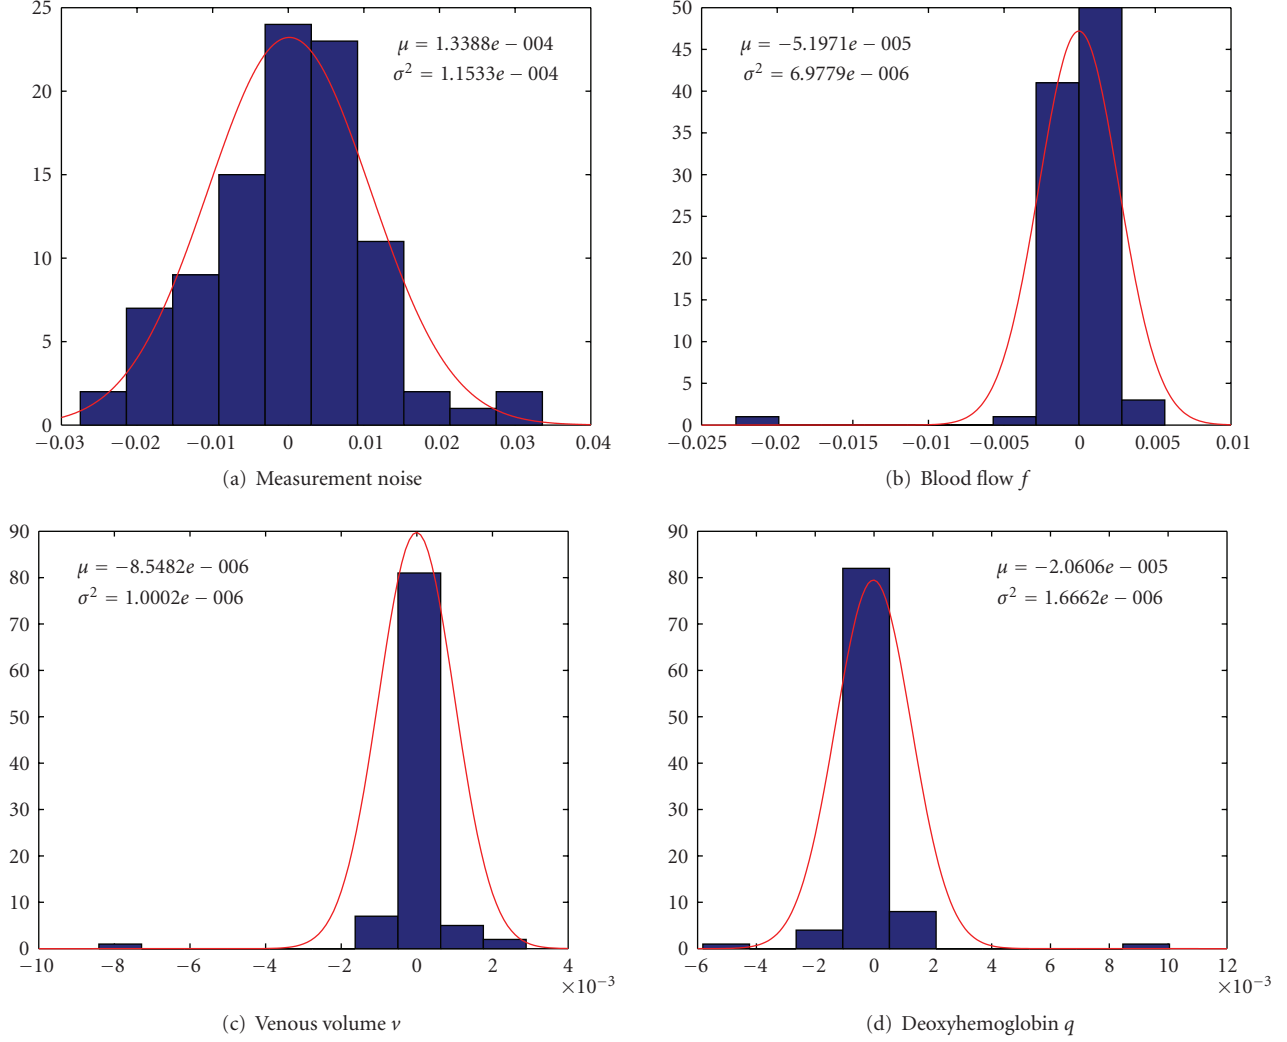 25
20
15
10
5
0
−0.03 −0.02 −0.01 0 0.01 0.02 0.03 0.04
μ = 1.3388e − 004
σ² = 1.1533e − 004
(a) Measurement noise
50
45
40
35
30
25
20
15
10
5
0
−0.025 −0.02 −0.015 −0.01 −0.005 0 0.005 0.01
μ = −5.1971e − 005
σ² = 6.9779e − 006
(b) Blood flow f
90
80
70
60
50
40
30
20
10
0
−10 −8 −6 −4 −2 0 2 4
×10⁻³
μ = −8.5482e − 006
σ² = 1.0002e − 006
(c) Venous volume v
90
80
70
60
50
40
30
20
10
0
−6 −4 −2 0 2 4 6 8 10 12
×10⁻³
μ = −2.0606e − 005
σ² = 1.6662e − 006
(d) Deoxyhemoglobin q